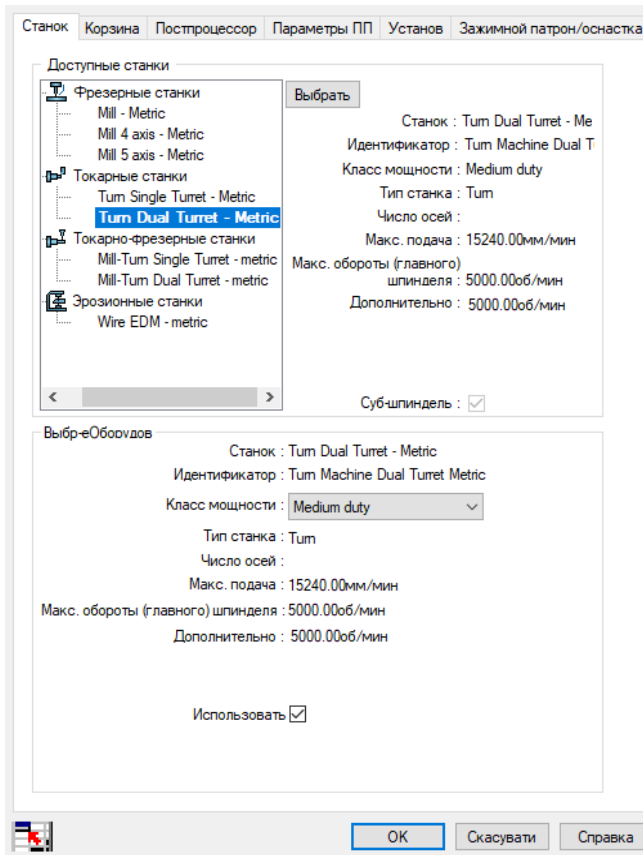 Станок Корзина Постпроцессор Параметры ПП Установ Зажимной патрон/оснастка
Доступные станки
Фрезерные станки
Mill - Metric
Mill 4 axis - Metric
Mill 5 axis - Metric
Токарные станки
Turn Single Turret - Metric
Turn Dual Turret - Metric
Токарно-фрезерные станки
Mill-Turn Single Turret - metric
Mill-Turn Dual Turret - metric
Эрозионные станки
Wire EDM - metric
Выбрать
Станок : Turn Dual Turret - Me
Идентификатор : Turn Machine Dual T
Класс мощности : Medium duty
Тип станка : Turn
Число осей :
Макс. подача : 15240.00мм/мин
Макс. обороты (главного)
шпинделя : 5000.00об/мин
Дополнительно : 5000.00об/мин
Суб-шпиндель :
Выбр-еОборудов
Станок : Turn Dual Turret - Metric
Идентификатор : Turn Machine Dual Turret Metric
Класс мощности : Medium duty
Тип станка : Turn
Число осей :
Макс. подача : 15240.00мм/мин
Макс. обороты (главного) шпинделя : 5000.00об/мин
Дополнительно : 5000.00об/мин
Использовать
OK Скасувати Справка